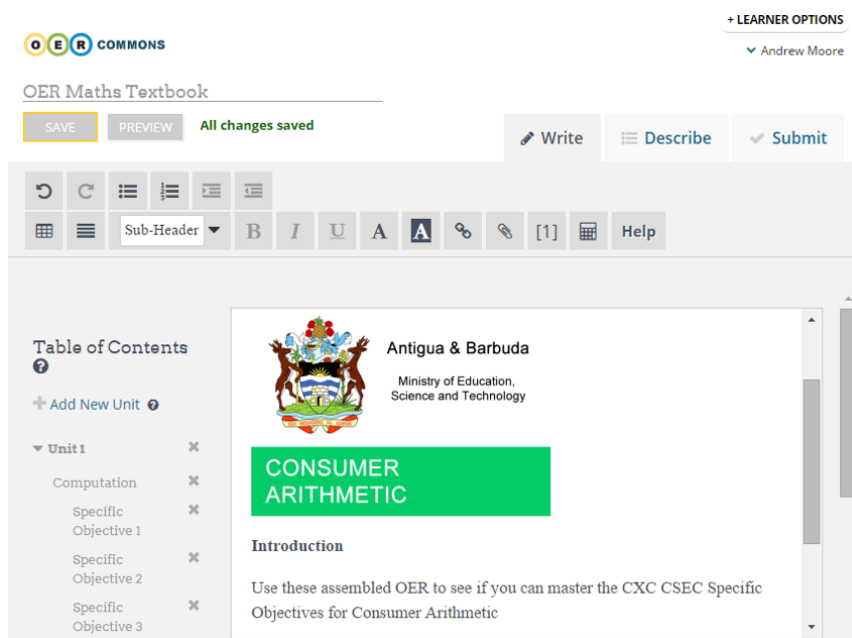 + LEARNER OPTIONS
O E R COMMONS
Andrew Moore
OER Maths Textbook
SAVE PREVIEW All changes saved
Write Describe Submit
Sub-Header B I U A A [1] Help
Table of Contents
Add New Unit
Unit 1
Computation
Specific
Objective 1
Specific
Objective 2
Specific
Objective 3
Antigua & Barbuda
Ministry of Education,
Science and Technology
CONSUMER
ARITHMETIC
Introduction
Use these assembled OER to see if you can master the CXC CSEC Specific
Objectives for Consumer Arithmetic